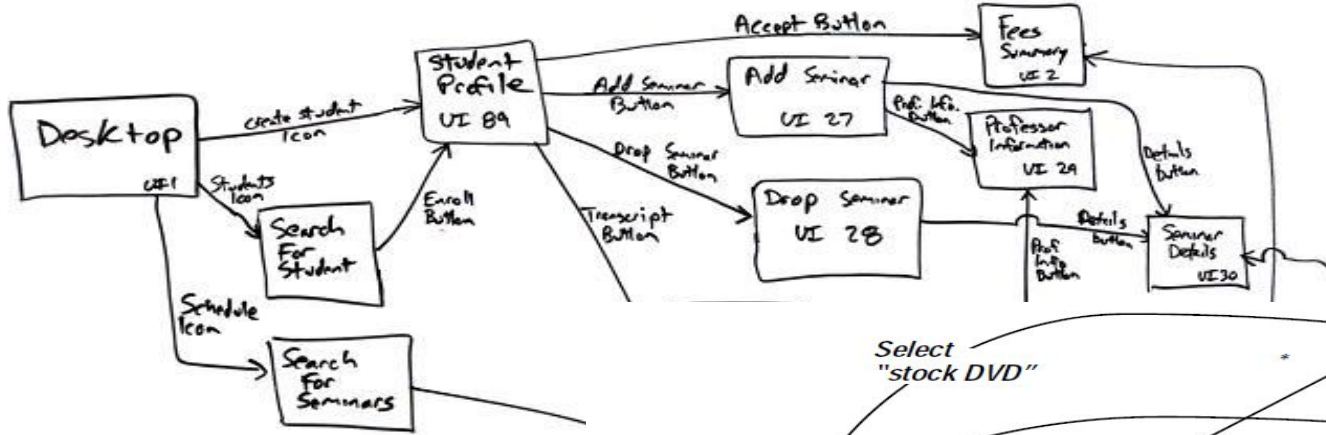 Accept Button
Fees
Summary
UI 2
Student
Profile
UI 89
Add Seminar
Button
Add Seminar
UI 27
Prof. Info.
Button
Professor
Information
UI 29
Details
Button
Desktop
UI 1
Create Student
Icon
Students
Icon
Search
For
Student
Enroll
Button
Drop Seminar
Button
Transcript
Button
Drop Seminar
UI 28
Details
Button
Prof
Info
Button
Seminar
Details
UI 30
Schedule
Icon
Search
For
Seminars
Select
"stock DVD"
*